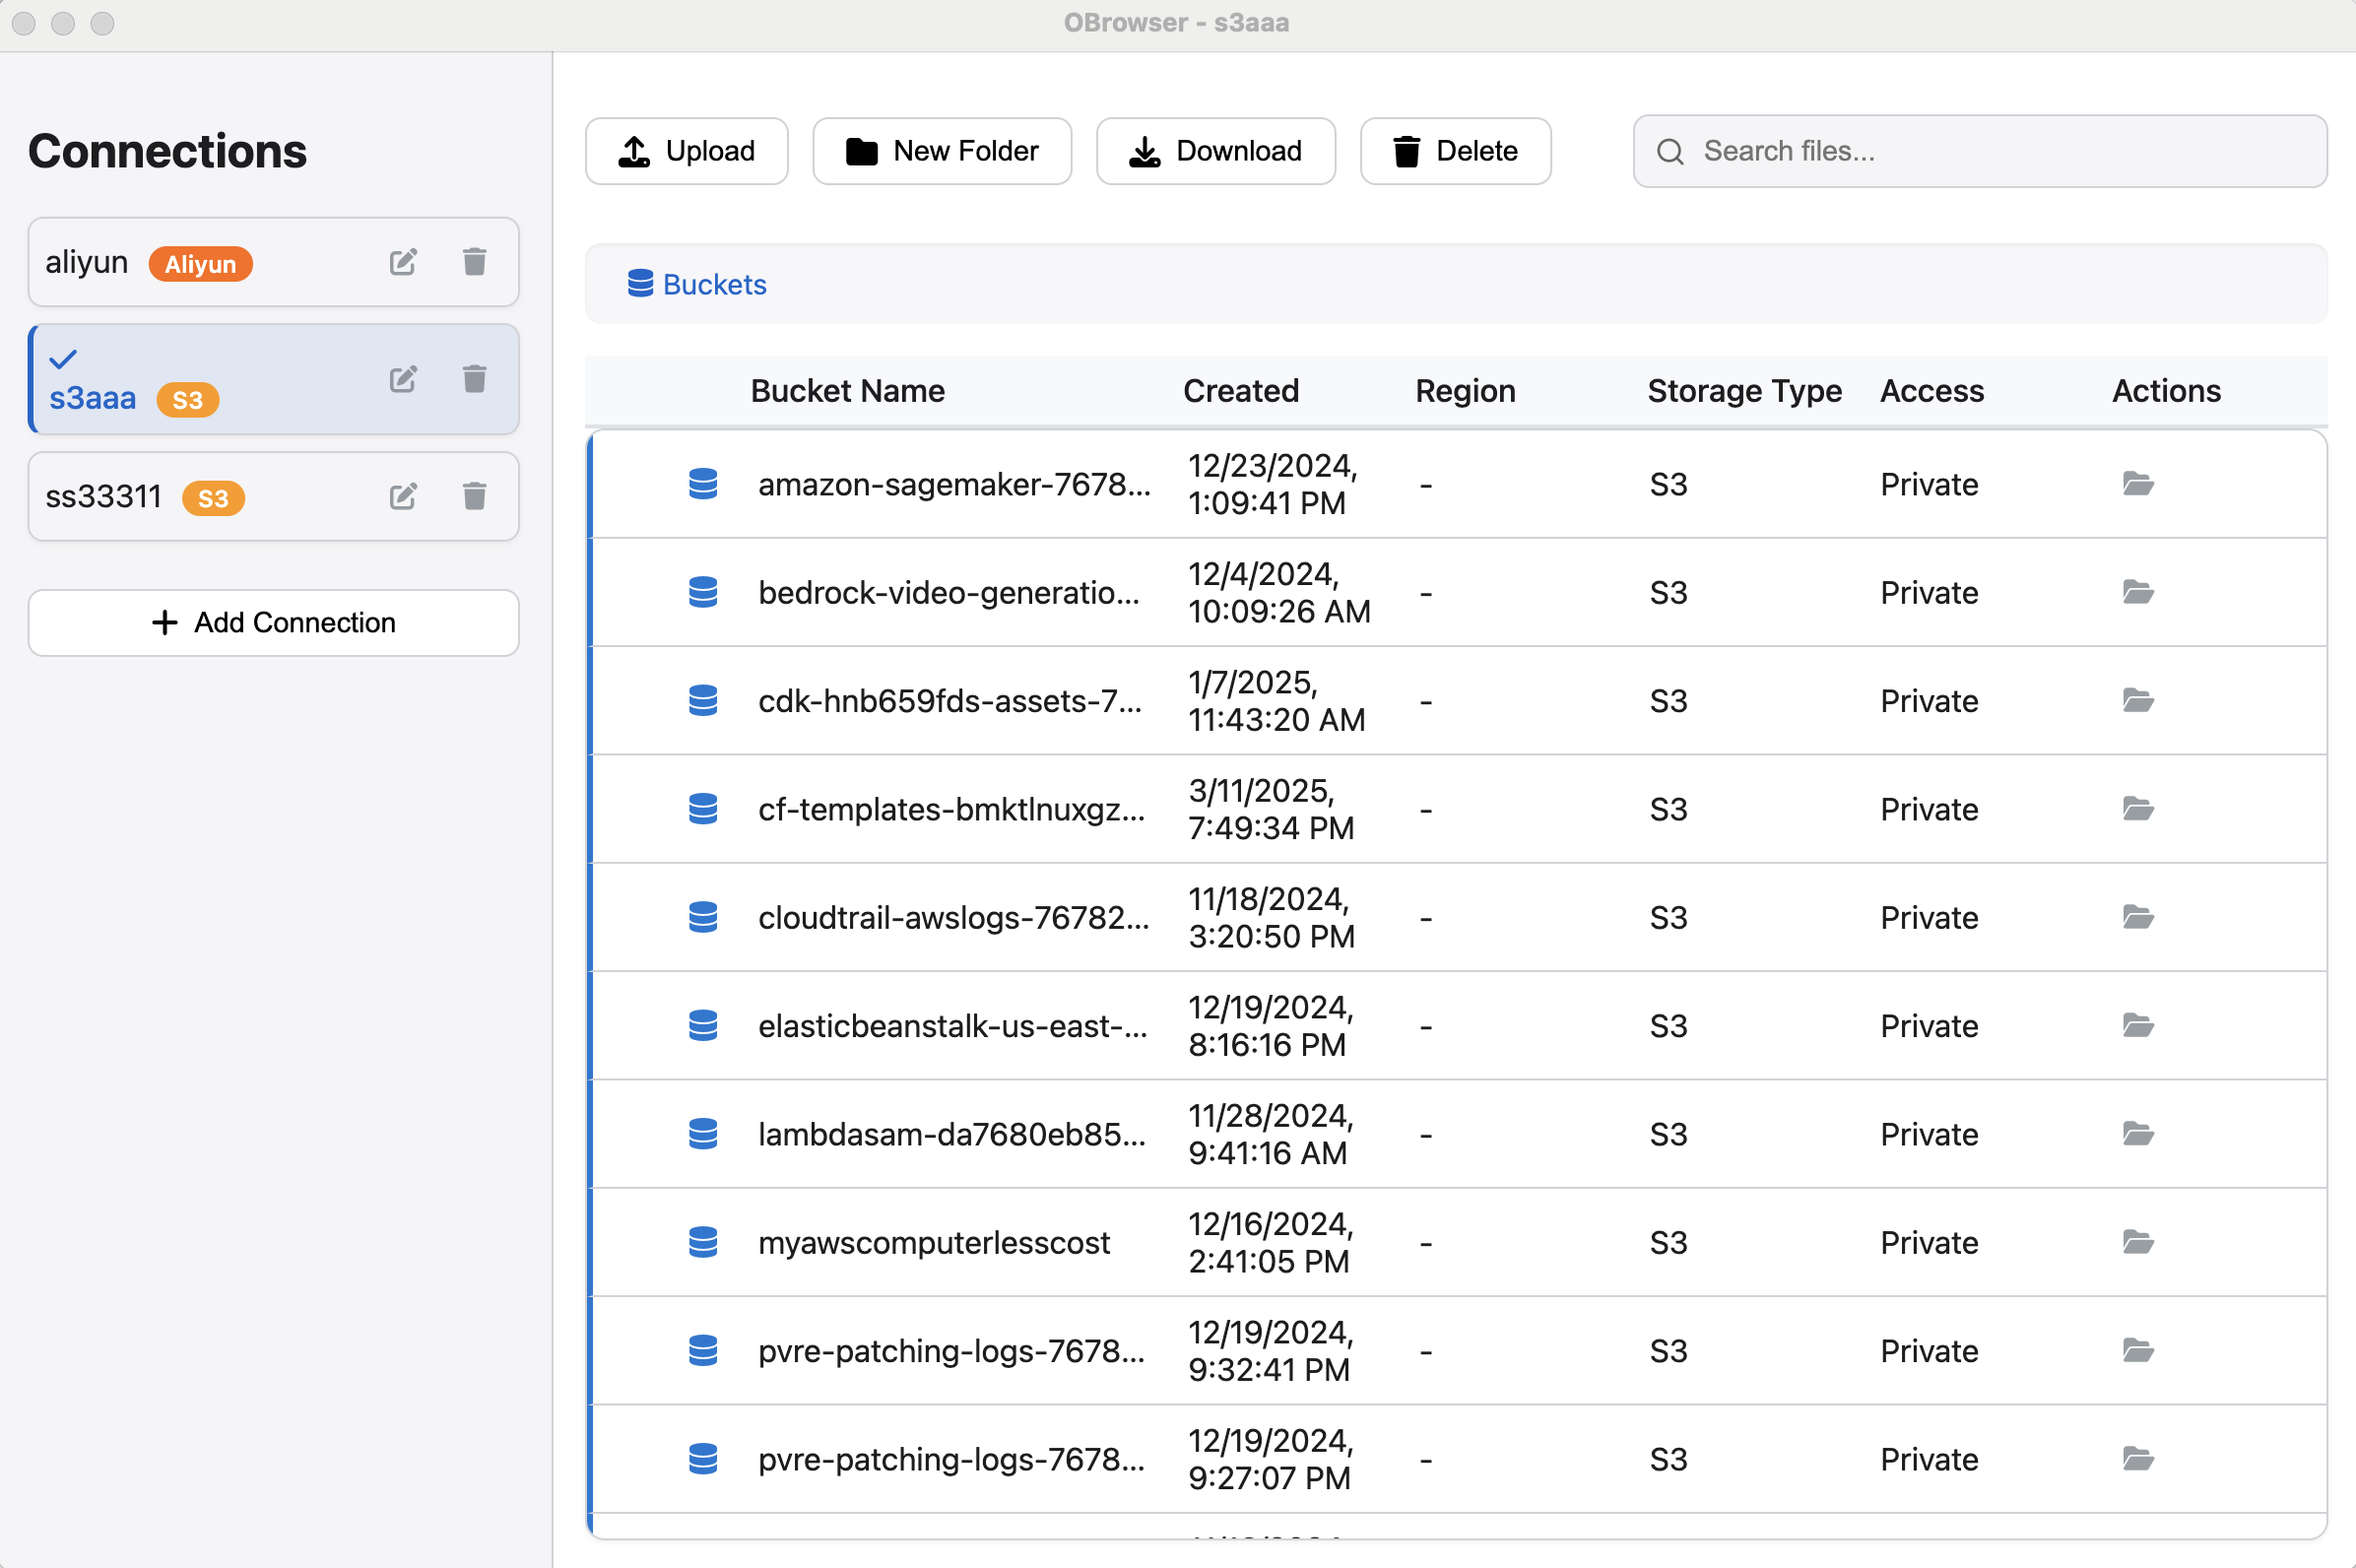 OBrowser - s3aaa
Connections
aliyun Aliyun
s3aaa S3
ss33311 S3
Add Connection
Upload New Folder Download Delete Search files...
Buckets
Bucket Name Created Region Storage Type Access Actions
amazon-sagemaker-7678... 12/23/2024, 1:09:41 PM - S3 Private
bedrock-video-generatio... 12/4/2024, 10:09:26 AM - S3 Private
cdk-hnb659fds-assets-7... 1/7/2025, 11:43:20 AM - S3 Private
cf-templates-bmktlnuxgz... 3/11/2025, 7:49:34 PM - S3 Private
cloudtrail-awslogs-76782... 11/18/2024, 3:20:50 PM - S3 Private
elasticbeanstalk-us-east-... 12/19/2024, 8:16:16 PM - S3 Private
lambdasam-da7680eb85... 11/28/2024, 9:41:16 AM - S3 Private
myawscomputerlesscost 12/16/2024, 2:41:05 PM - S3 Private
pvre-patching-logs-7678... 12/19/2024, 9:32:41 PM - S3 Private
pvre-patching-logs-7678... 12/19/2024, 9:27:07 PM - S3 Private